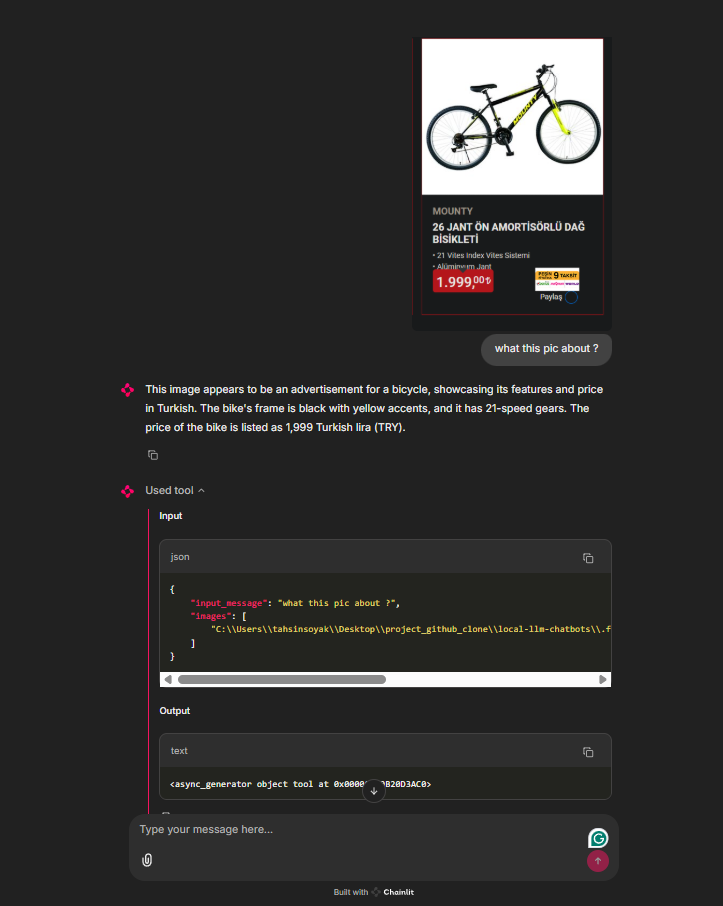 MOUNTY
MOUNTY
26 JANT ÖN AMORTİSÖRLÜ DAĞ
BİSİKLETİ
• 21 Vites Index Vites Sistemi
• Alüminyum Jant
1.999,00₺
PEŞİN
9 TAKSİT
Paylaş
what this pic about ?
This image appears to be an advertisement for a bicycle, showcasing its features and price
in Turkish. The bike's frame is black with yellow accents, and it has 21-speed gears. The
price of the bike is listed as 1,999 Turkish lira (TRY).
Used tool
Input
json
{
"input_message": "what this pic about ?",
"images": [
"C:\\Users\\tahsinsoyak\\Desktop\\project_github_clone\\local-llm-chatbots\\.f
]
}
Output
text
<async_generator object tool at 0x0000 B20D3AC0>
Type your message here...
Built with Chainlit